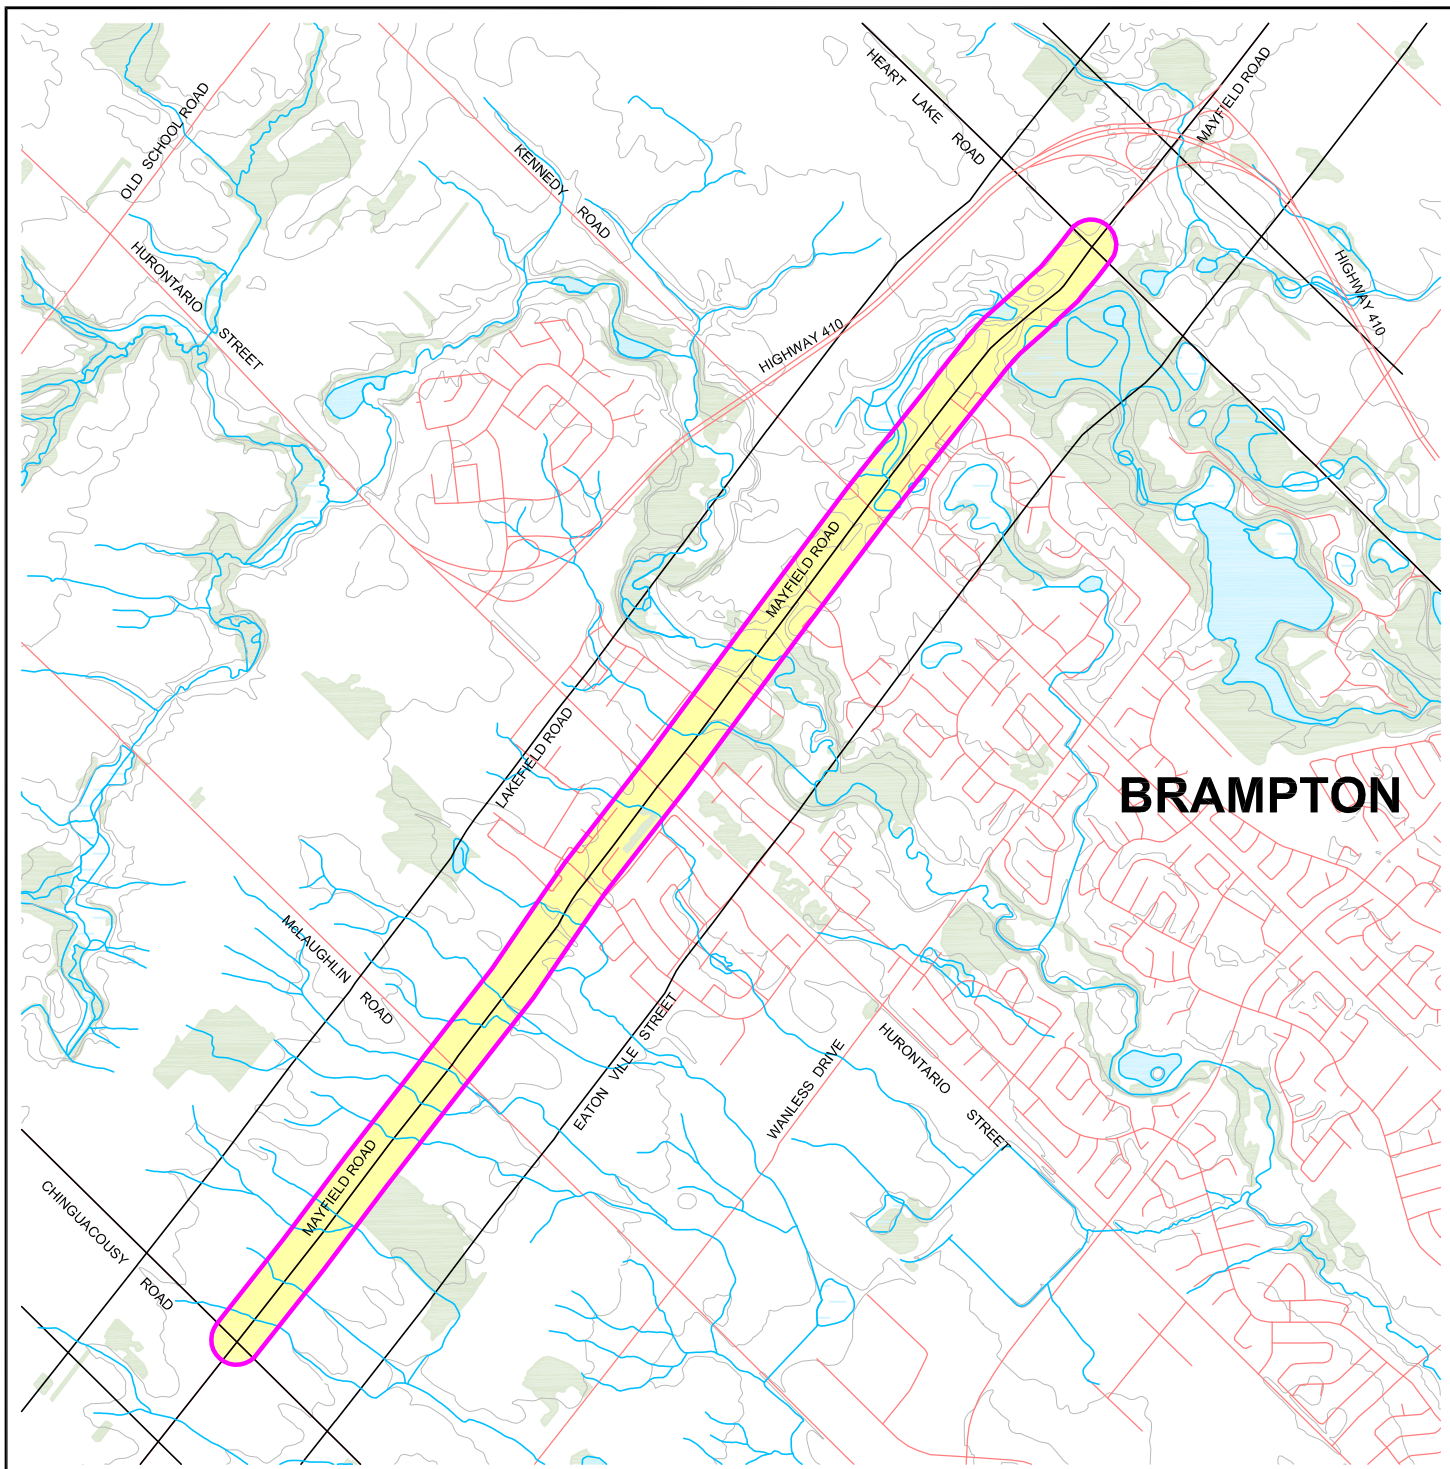 HEART LAKE ROAD
MAYFIELD ROAD
OLD SCHOOL ROAD
KENNEDY ROAD
HURONTARIO STREET
HIGHWAY 410
HIGHWAY 410
MAYFIELD ROAD
LAKEFIELD ROAD
BRAMPTON
McLAUGHLIN ROAD
EATON VILLE STREET
WANLESS DRIVE
HURONTARIO STREET
MAYFIELD ROAD
CHINGUACOUSY ROAD